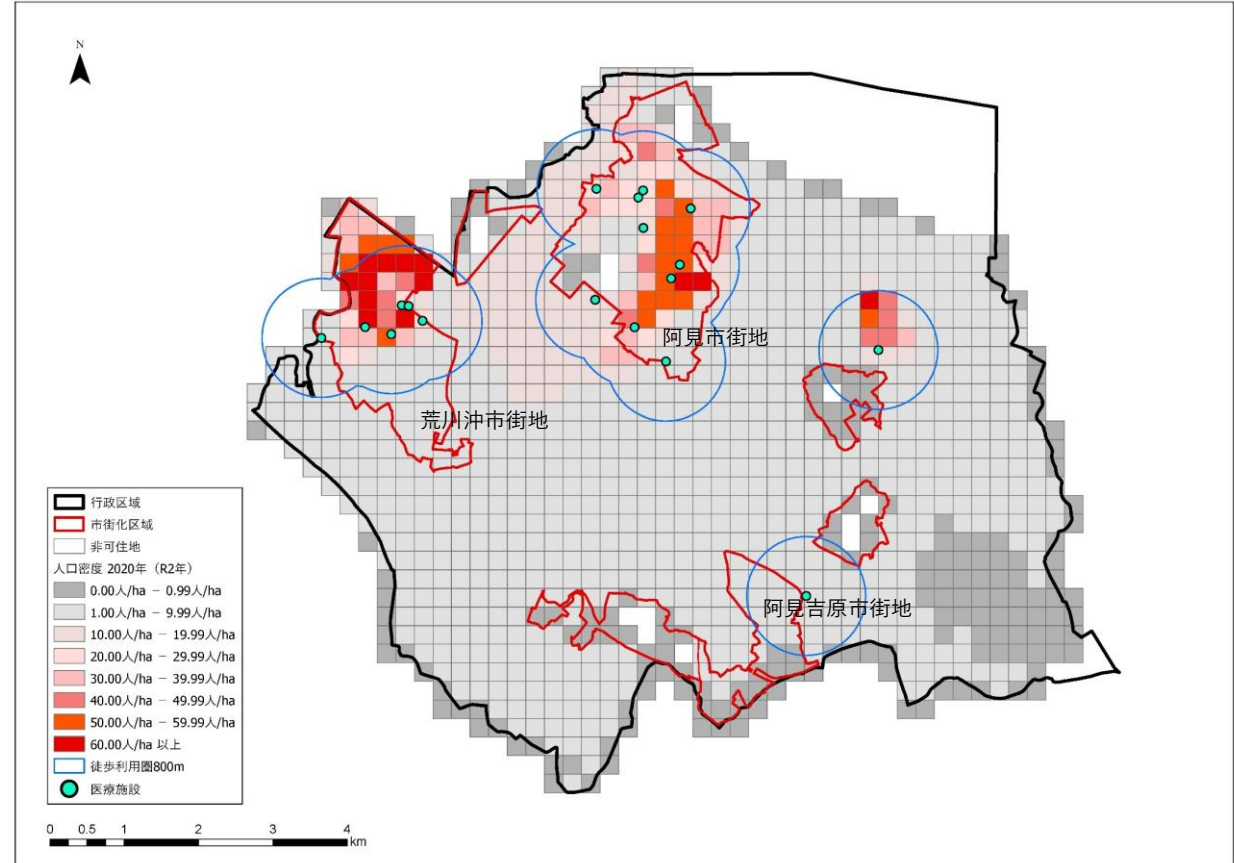 N
阿見市街地
荒川沖市街地
阿見吉原市街地
行政区域
市街化区域
非可住地
人口密度 2020年（R2年）
0.00人/ha － 0.99人/ha
1.00人/ha － 9.99人/ha
10.00人/ha － 19.99人/ha
20.00人/ha － 29.99人/ha
30.00人/ha － 39.99人/ha
40.00人/ha － 49.99人/ha
50.00人/ha － 59.99人/ha
60.00人/ha 以上
徒歩利用圏800m
医療施設
0 0.5 1 2 3 4
km